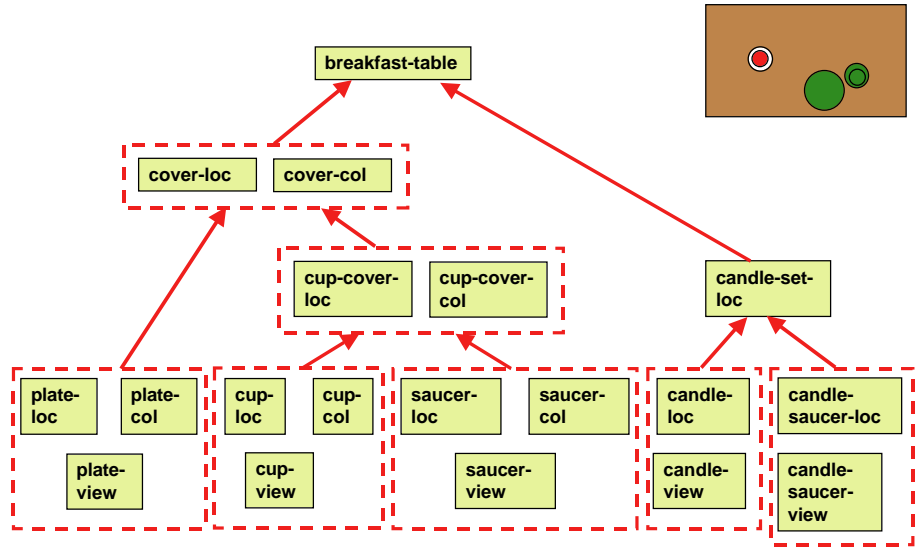 breakfast-table
cover-loc
cover-col
cup-cover-
loc
cup-cover-
col
candle-set-
loc
plate-
loc
plate-
col
plate-
view
cup-
loc
cup-
col
cup-
view
saucer-
loc
saucer-
col
saucer-
view
candle-
loc
candle-
view
candle-
saucer-loc
candle-
saucer-
view